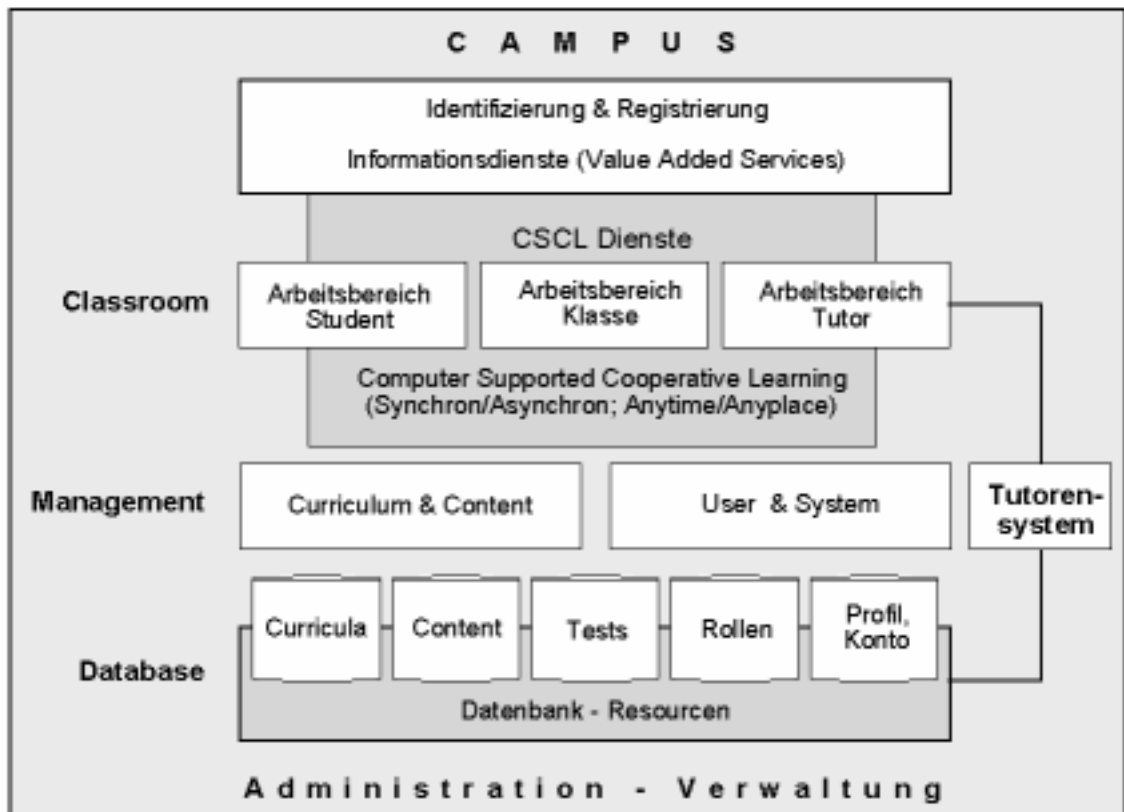 C A M P U S
Identifizierung & Registrierung
Informationsdienste (Value Added Services)
CSCL Dienste
Classroom
Arbeitsbereich
Student
Arbeitsbereich
Klasse
Arbeitsbereich
Tutor
Computer Supported Cooperative Learning
(Synchron/Asynchron; Anytime/Anyplace)
Management
Curriculum & Content
User & System
Tutoren-
system
Database
Curricula
Content
Tests
Rollen
Profil,
Konto
Datenbank - Resourcen
A d m i n i s t r a t i o n - V e r w a l t u n g